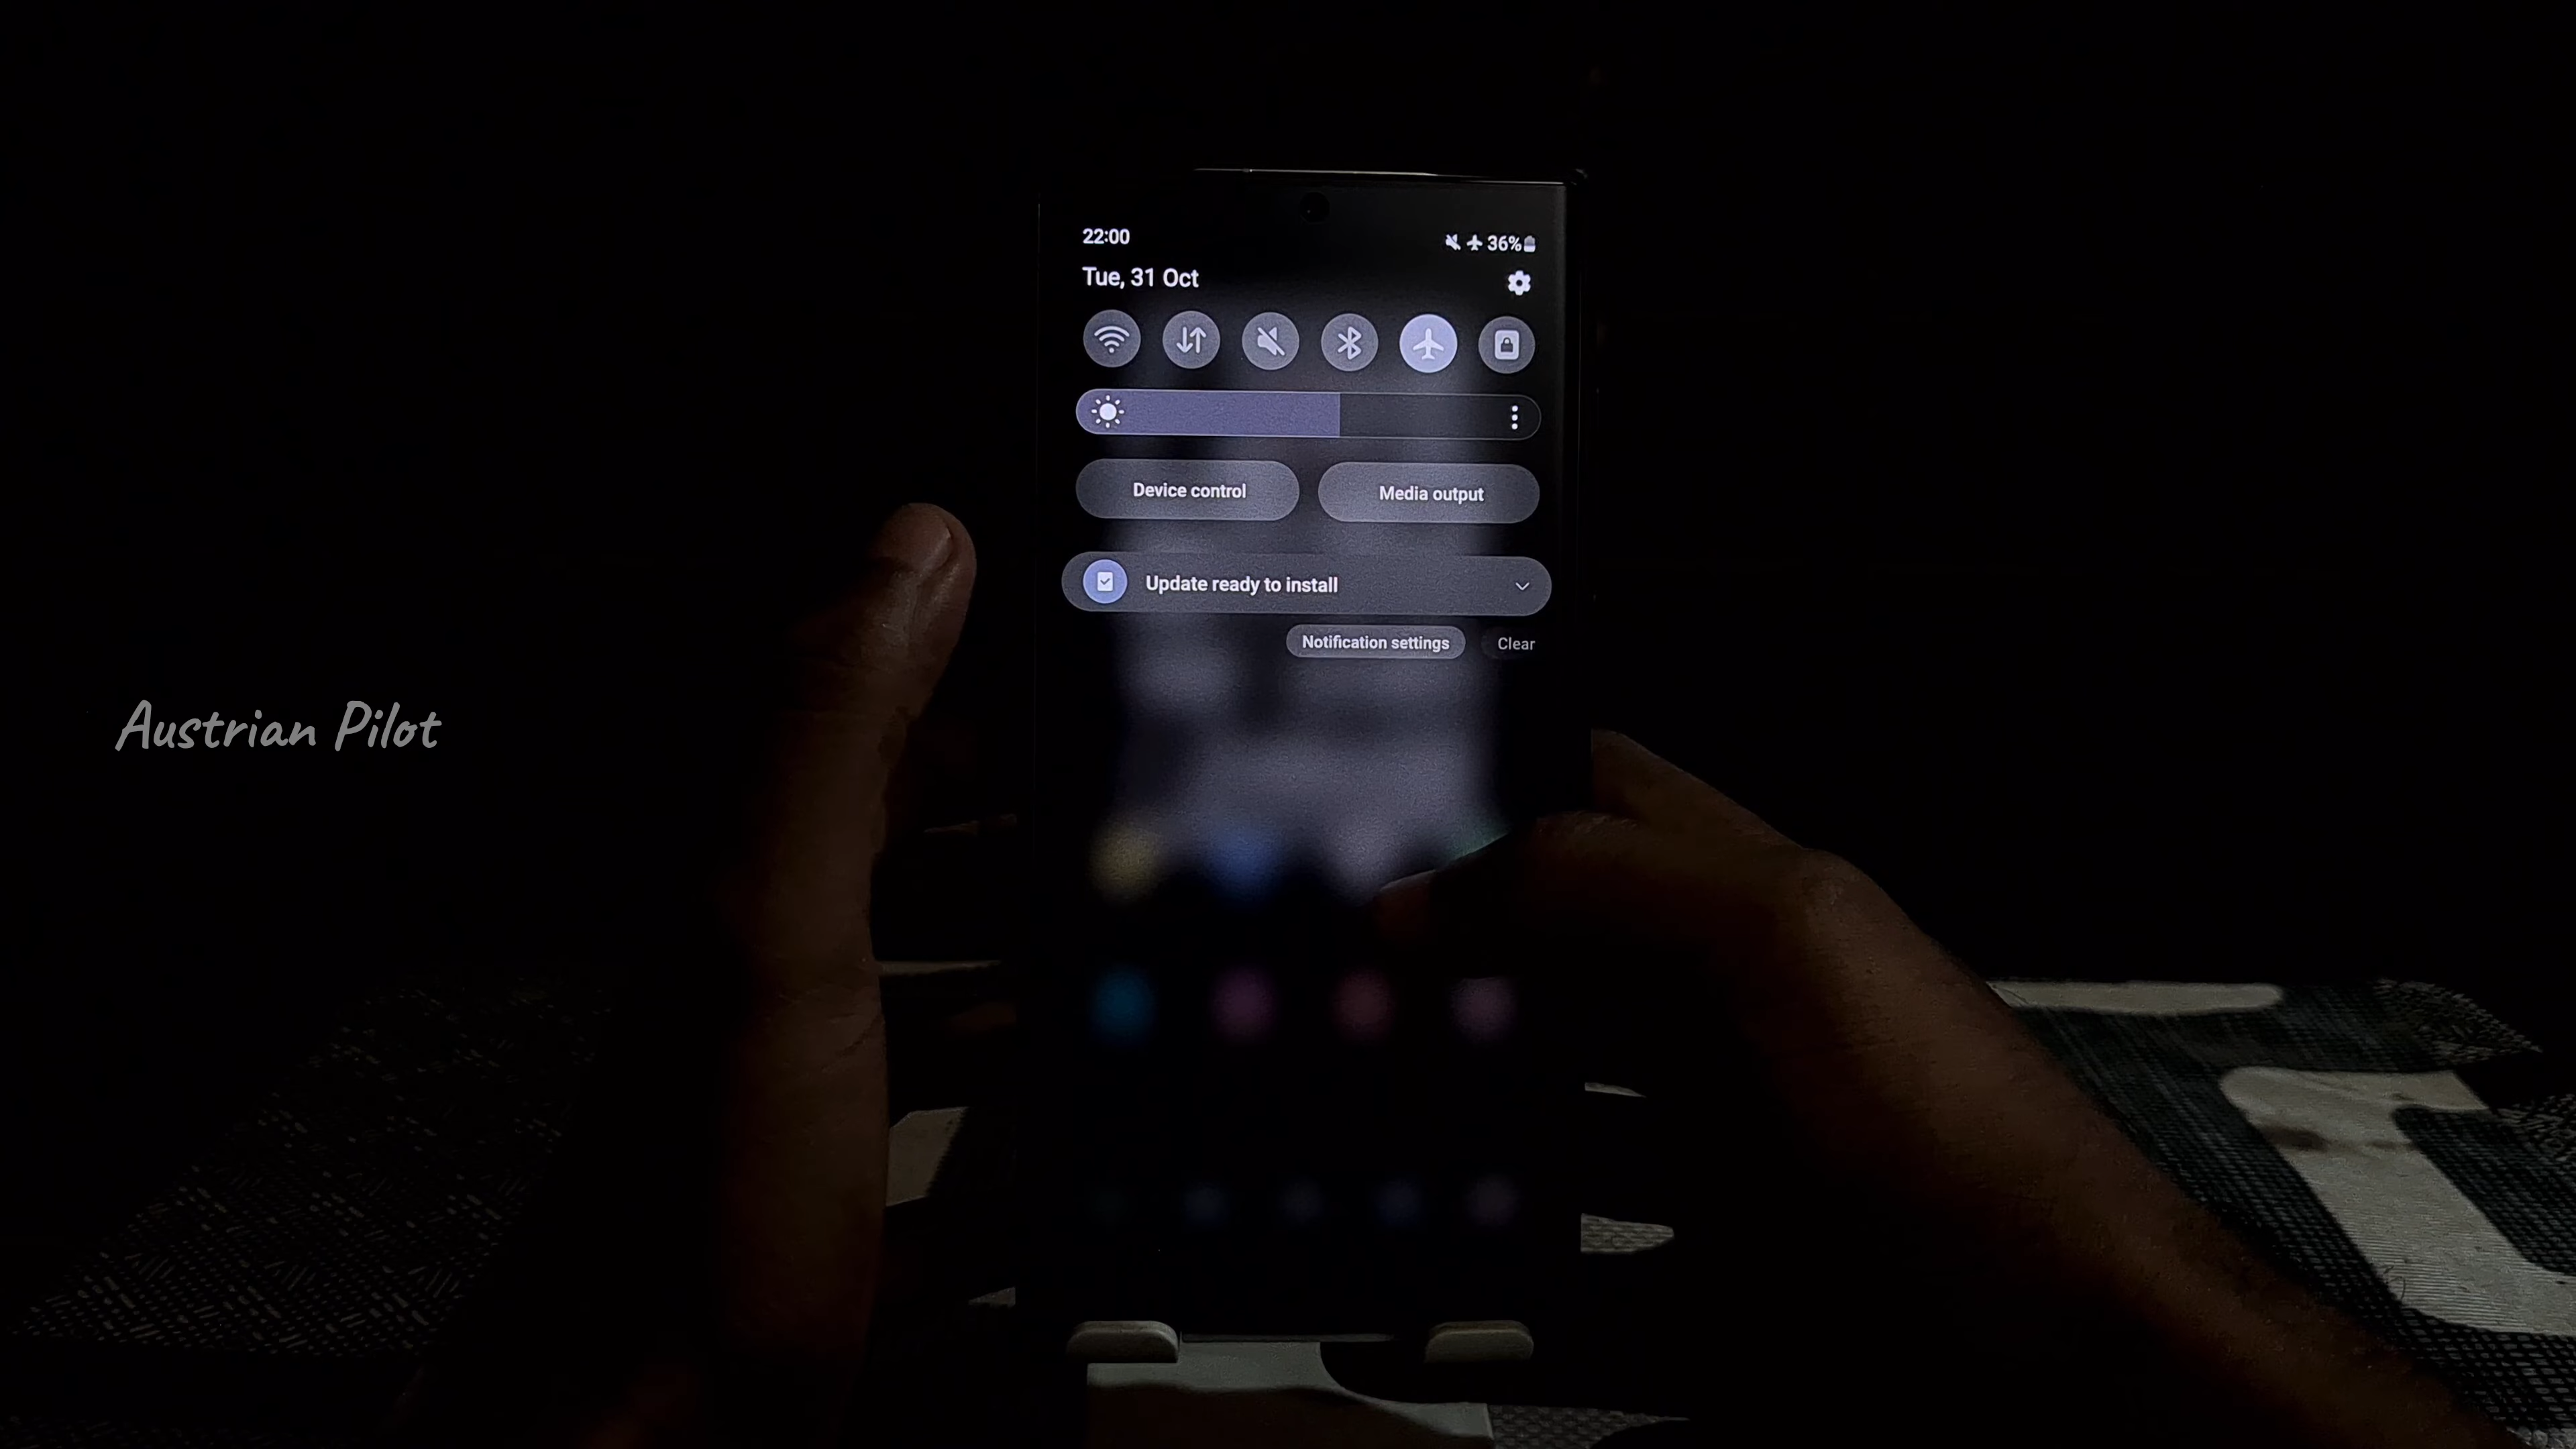 22:00
36%
Tue, 31 Oct
Device control
Media output
Update ready to install
Notification settings
Clear
Austrian Pilot